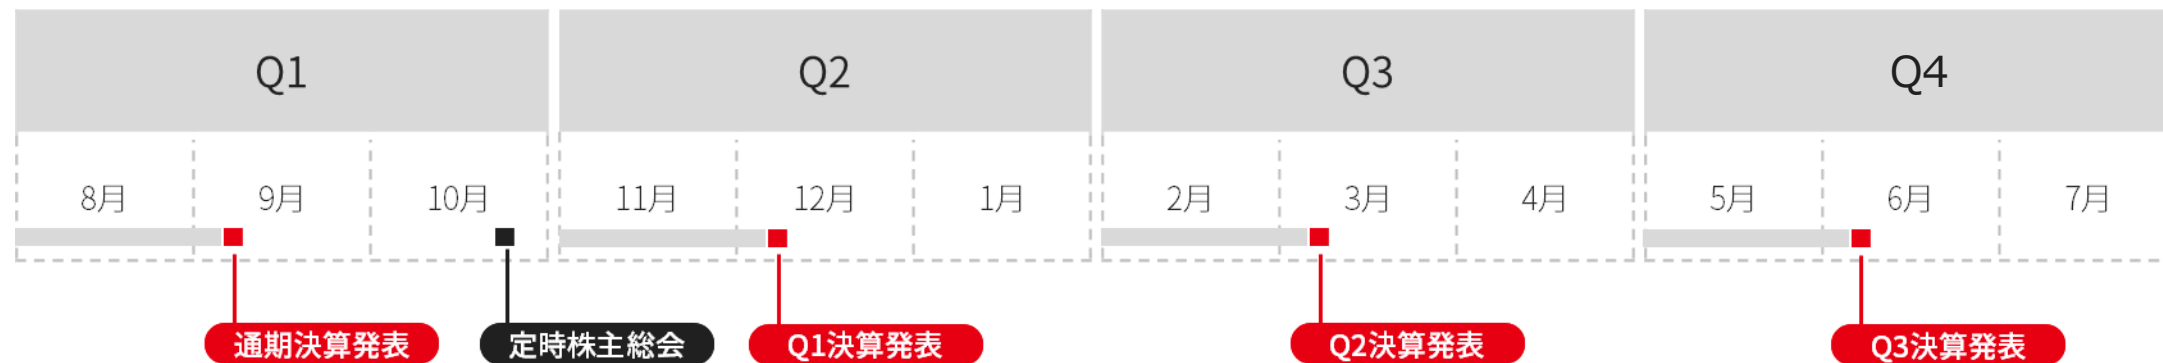 Q1 Q2 Q3 Q4
8月 9月 10月 11月 12月 1月 2月 3月 4月 5月 6月 7月
通期決算発表 定時株主総会 Q1決算発表 Q2決算発表 Q3決算発表